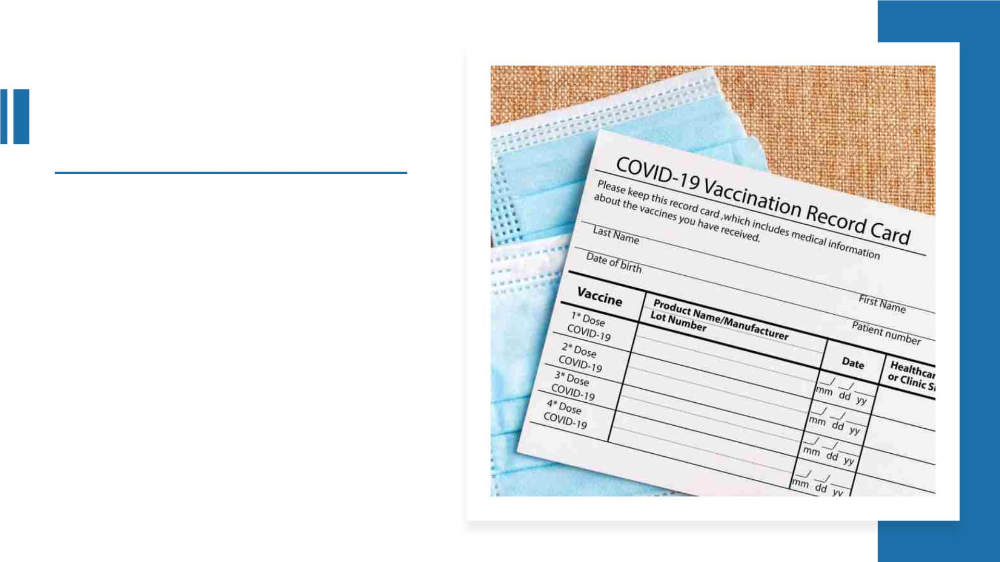 COVID-19 Vaccination Record Card
Please keep this record card ,which includes medical information
about the vaccines you have received.
Last Name
First Name
Date of birth
Patient number
Vaccine
Product Name/Manufacturer
Lot Number
Date
Healthcar
or Clinic S
1* Dose
COVID-19
mm dd yy
2* Dose
COVID-19
mm dd yy
3* Dose
COVID-19
mm dd yy
4* Dose
COVID-19
mm dd yy